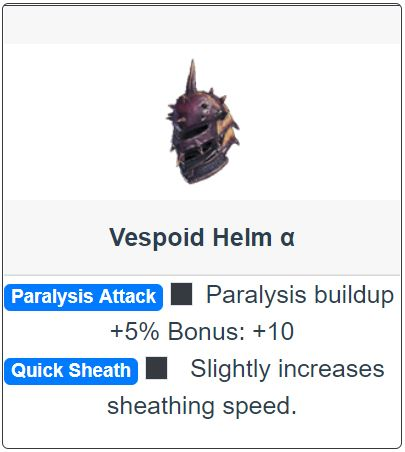 Vespoid Helm α
Paralysis Attack Paralysis buildup
+5% Bonus: +10
Quick Sheath Slightly increases
sheathing speed.